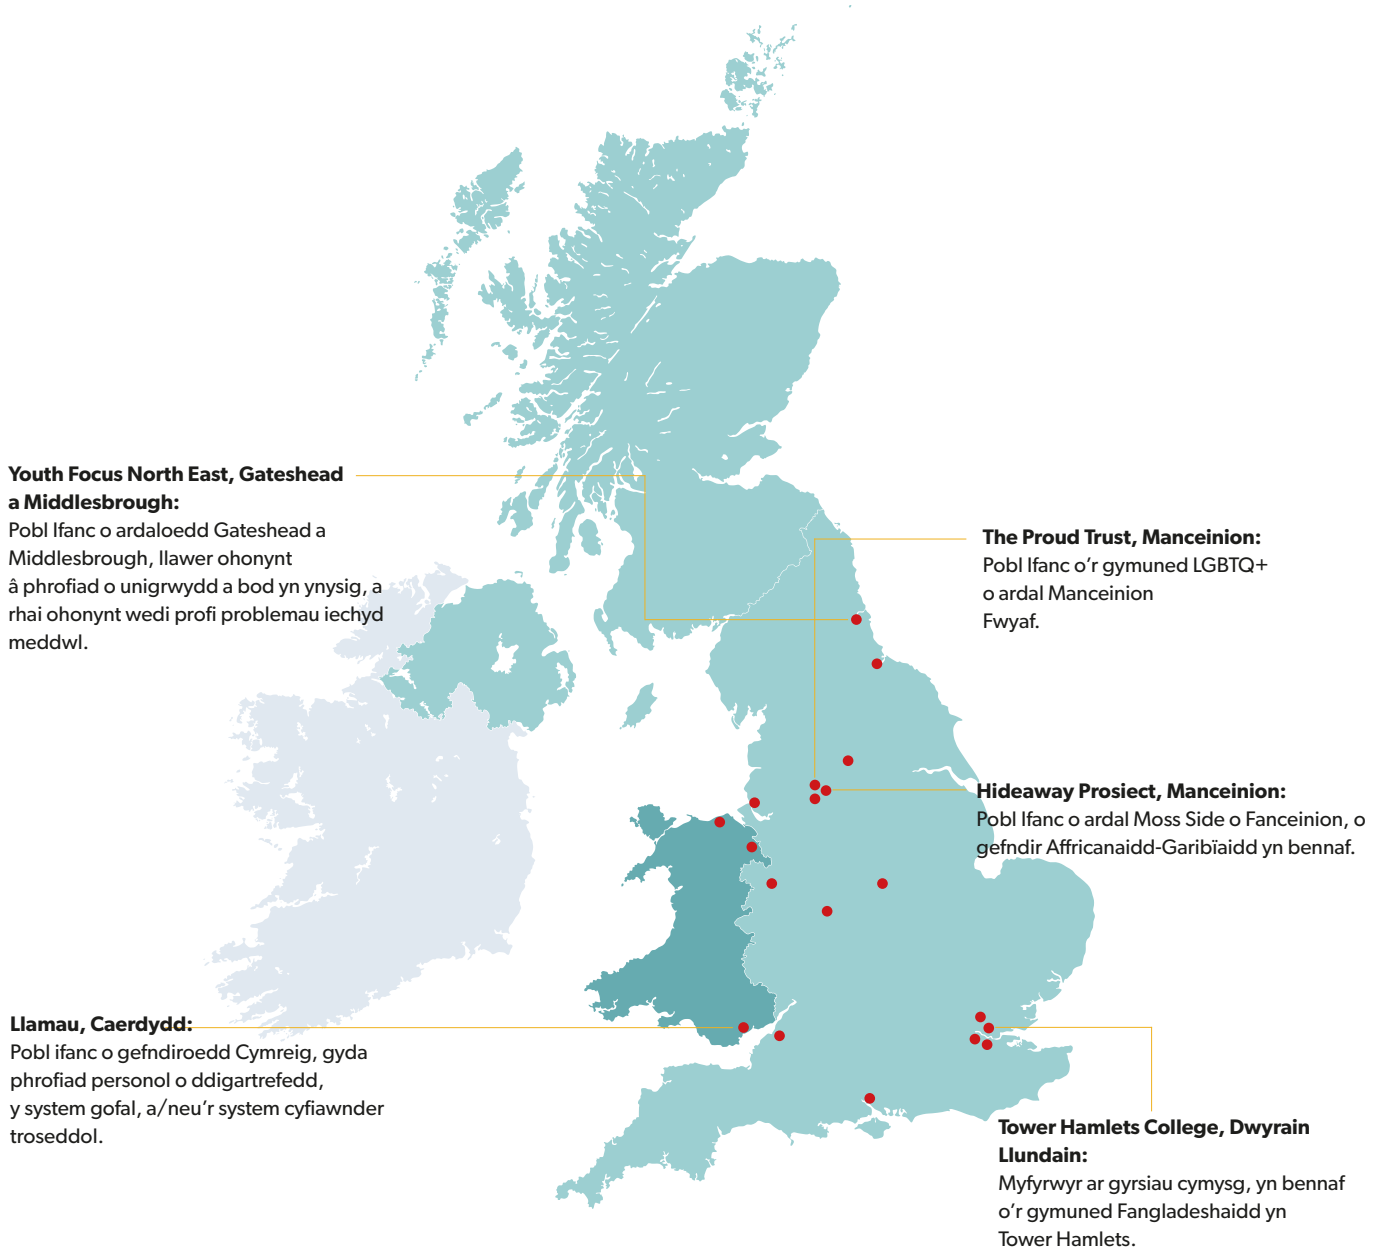 Youth Focus North East, Gateshead
a Middlesbrough:
Pobl Ifanc o ardaloedd Gateshead a
Middlesbrough, llawer ohonynt
â phrofiad o unigrwydd a bod yn ynysig, a
rhai ohonynt wedi profi problemau iechyd
meddwl.
The Proud Trust, Manceinion:
Pobl Ifanc o’r gymuned LGBTQ+
o ardal Manceinion
Fwyaf.
Hideaway Prosiect, Manceinion:
Pobl Ifanc o ardal Moss Side o Fanceinion, o
gefndir Affricanaidd-Garibïaidd yn bennaf.
Llamau, Caerdydd:
Pobl ifanc o gefndiroedd Cymreig, gyda
phrofiad personol o ddigartrefedd,
y system gofal, a/neu’r system cyfiawnder
troseddol.
Tower Hamlets College, Dwyrain
Llundain:
Myfyrwyr ar gyrsiau cymysg, yn bennaf
o’r gymuned Fangladeshaidd yn
Tower Hamlets.